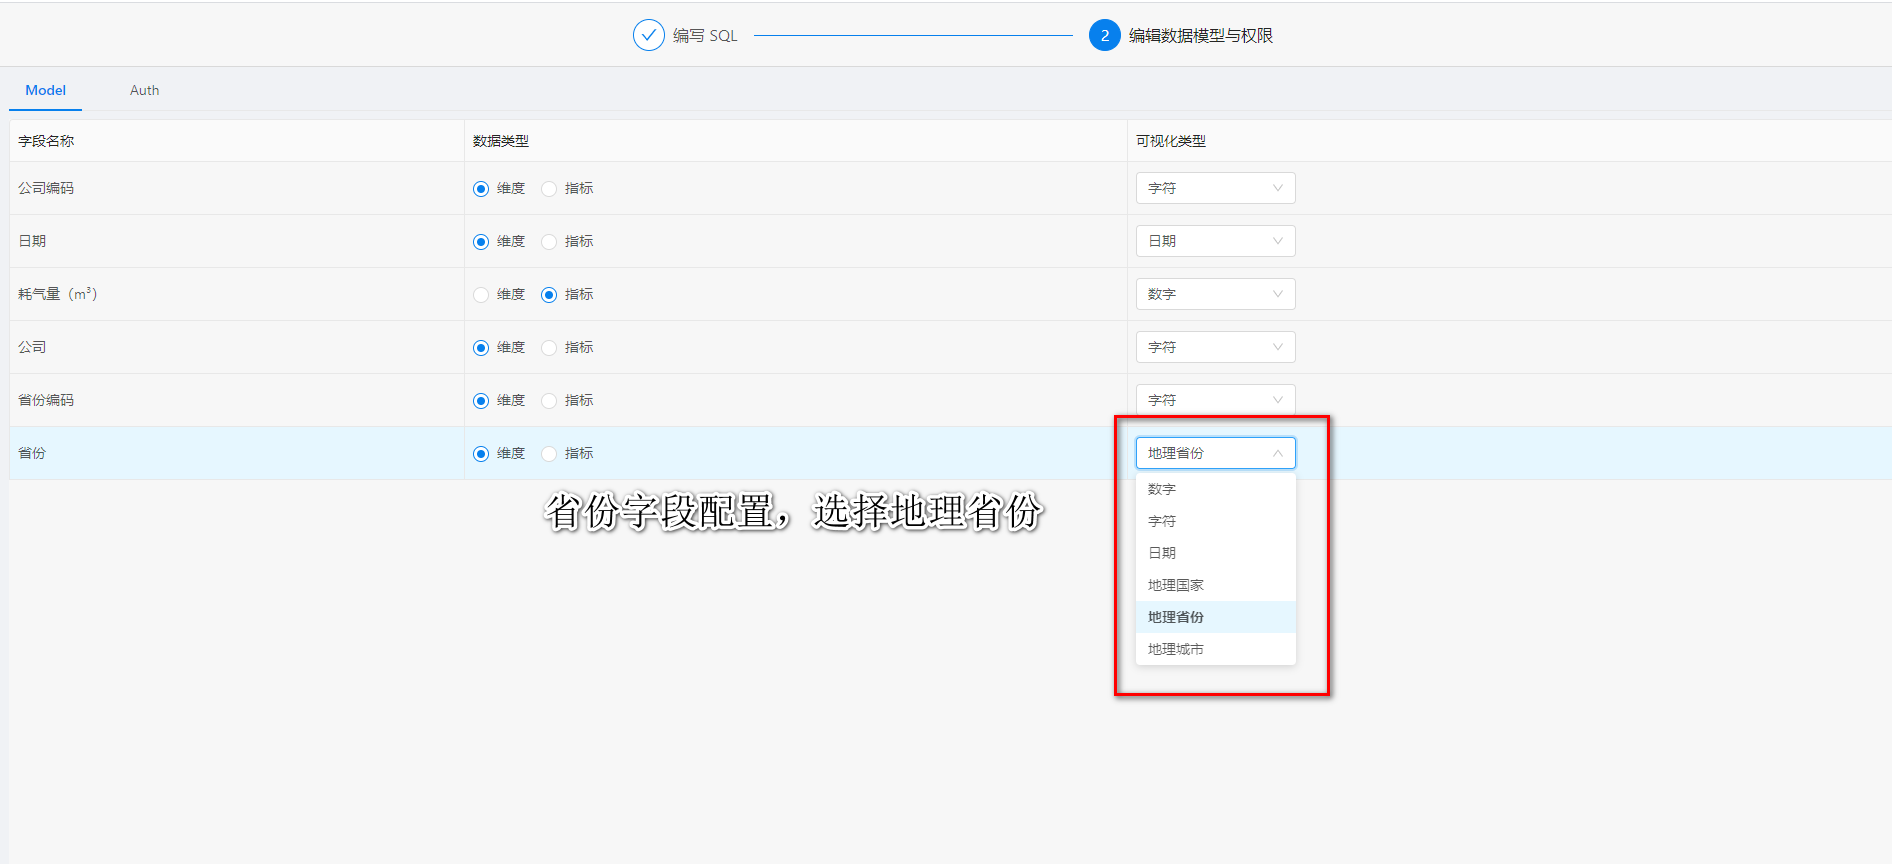 编写 SQL
2 编辑数据模型与权限
Model Auth
字段名称 数据类型 可视化类型
公司编码 维度 指标 字符
日期 维度 指标 日期
耗气量（m³） 维度 指标 数字
公司 维度 指标 字符
省份编码 维度 指标 字符
省份 维度 指标 地理省份
数字
省份字段配置，选择地理省份
字符
日期
地理国家
地理省份
地理城市